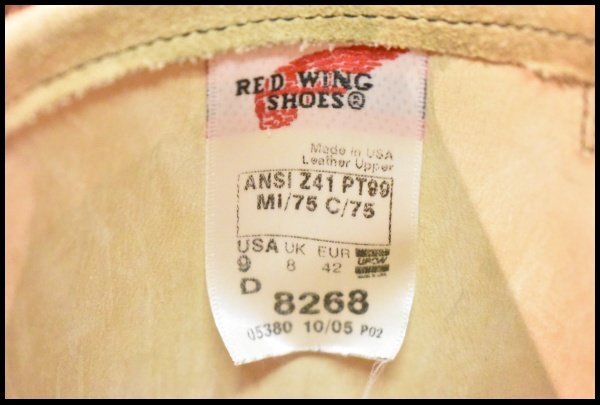 RED WING
SHOES®
Made in USA
Leather Upper
ANSI Z41 PT99
MI/75 C/75
USA UK EUR
9 8 42
D
8268
05380 10/05 P02